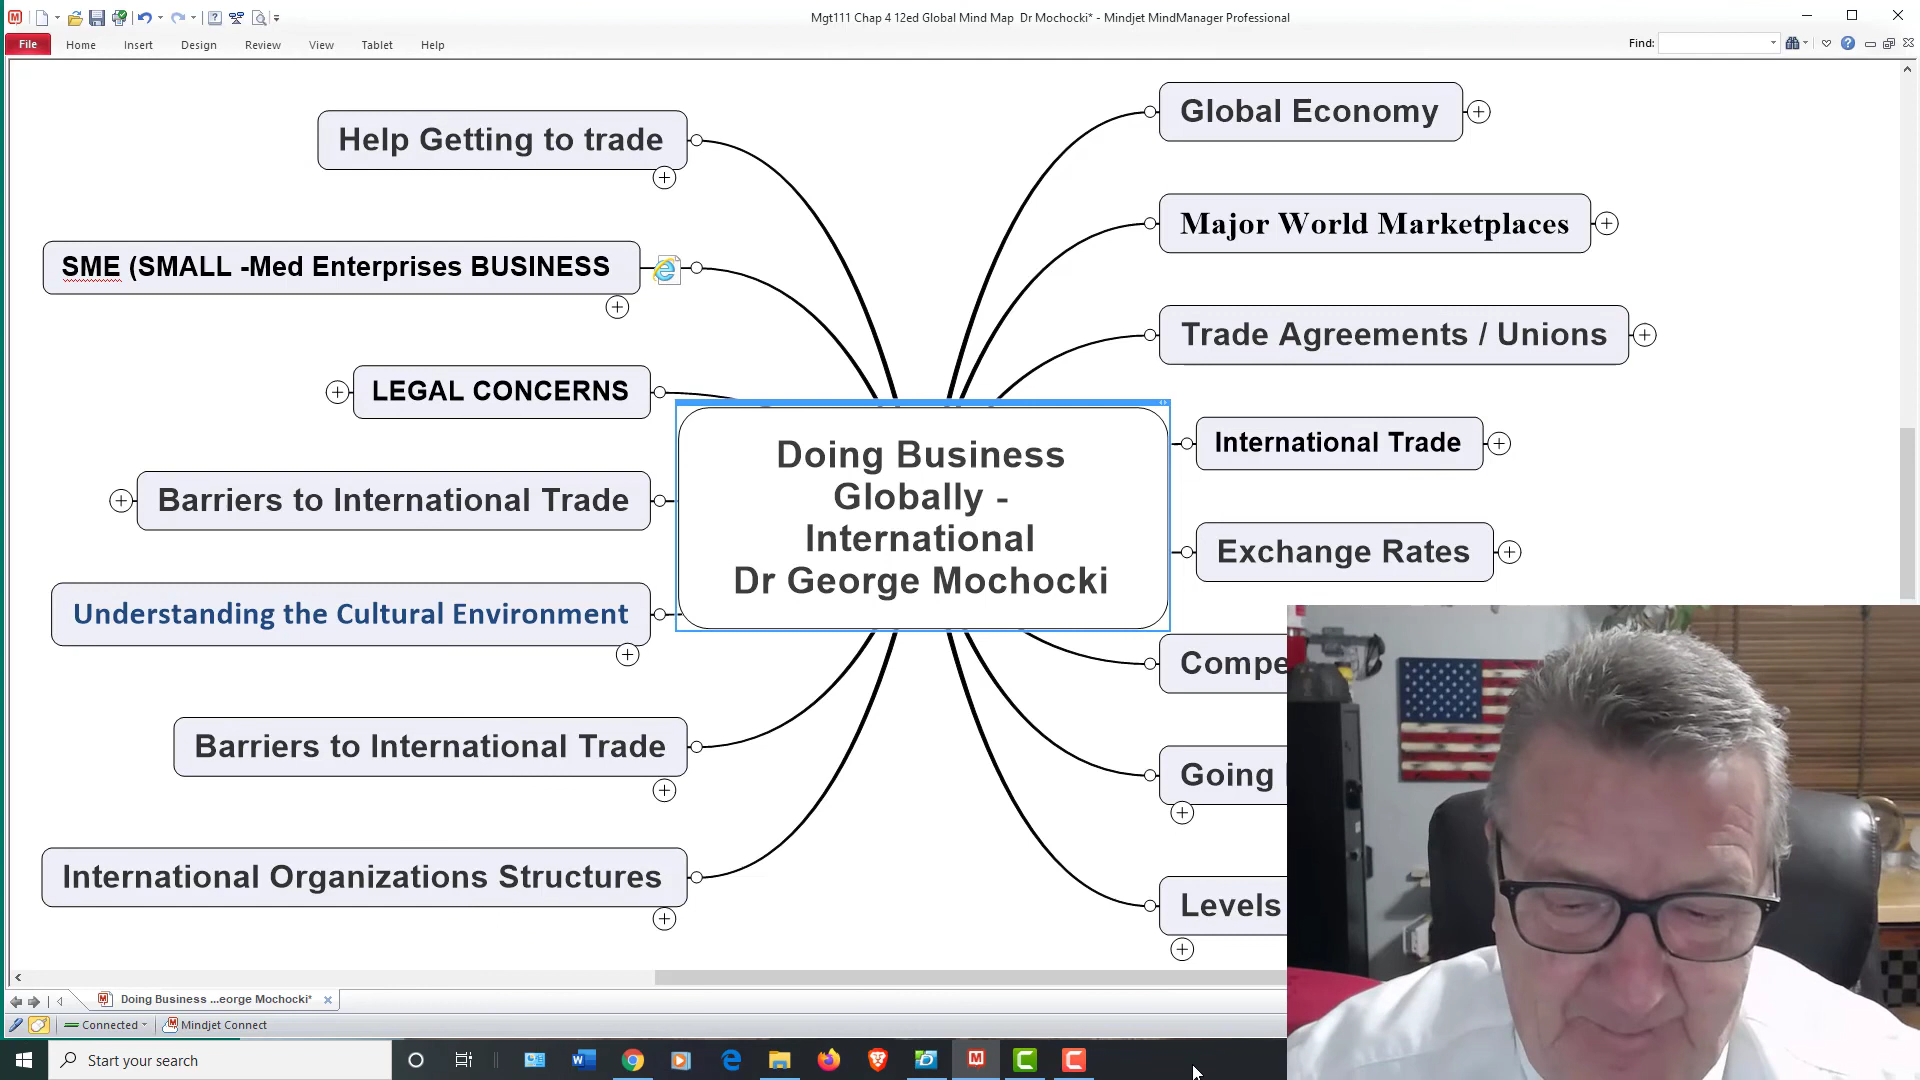 Mgt111 Chap 4 12ed Global Mind Map  Dr Mochocki* - Mindjet MindManager Professional
File Home Insert Design Review View Tablet Help
Find:
Help Getting to trade
SME (SMALL -Med Enterprises BUSINESS
LEGAL CONCERNS
Barriers to International Trade
Understanding the Cultural Environment
Barriers to International Trade
International Organizations Structures
Doing Business
Globally -
International
Dr George Mochocki
Global Economy
Major World Marketplaces
Trade Agreements / Unions
International Trade
Exchange Rates
Compe
Going
Levels
Doing Business ...eorge Mochocki*
Connected
Mindjet Connect
Start your search